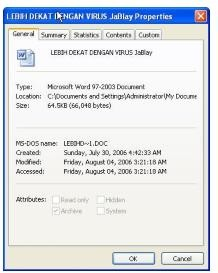 LEBIH DEKAT DENGAN VIRUS JaBlay Properties
General Summary Statistics Contents Custom
LEBIH DEKAT DENGAN VIRUS JaBlay
Type: Microsoft Word 97-2003 Document
Location: C:\Documents and Settings\Administrator\My Docume
Size: 64.5KB (66,048 bytes)
MS-DOS name: LEBIHD~1.DOC
Created: Sunday, July 30, 2006 4:42:33 AM
Modified: Friday, August 04, 2006 3:21:18 AM
Accessed: Friday, August 04, 2006 3:21:18 AM
Attributes: Read only Hidden
Archive System
OK Cancel